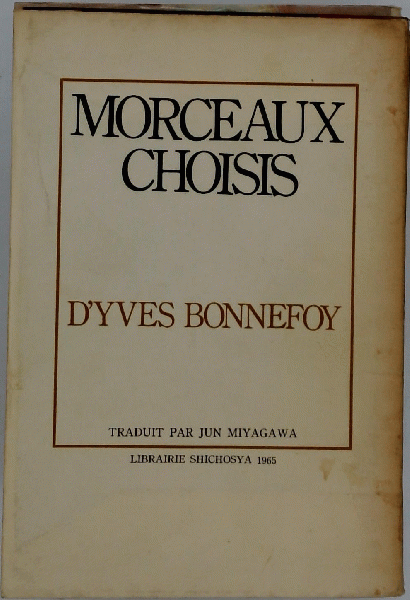 MORCEAUX
CHOISIS
D'YVES BONNEFOY
TRADUIT PAR JUN MIYAGAWA
LIBRAIRIE SHICHOSYA 1965